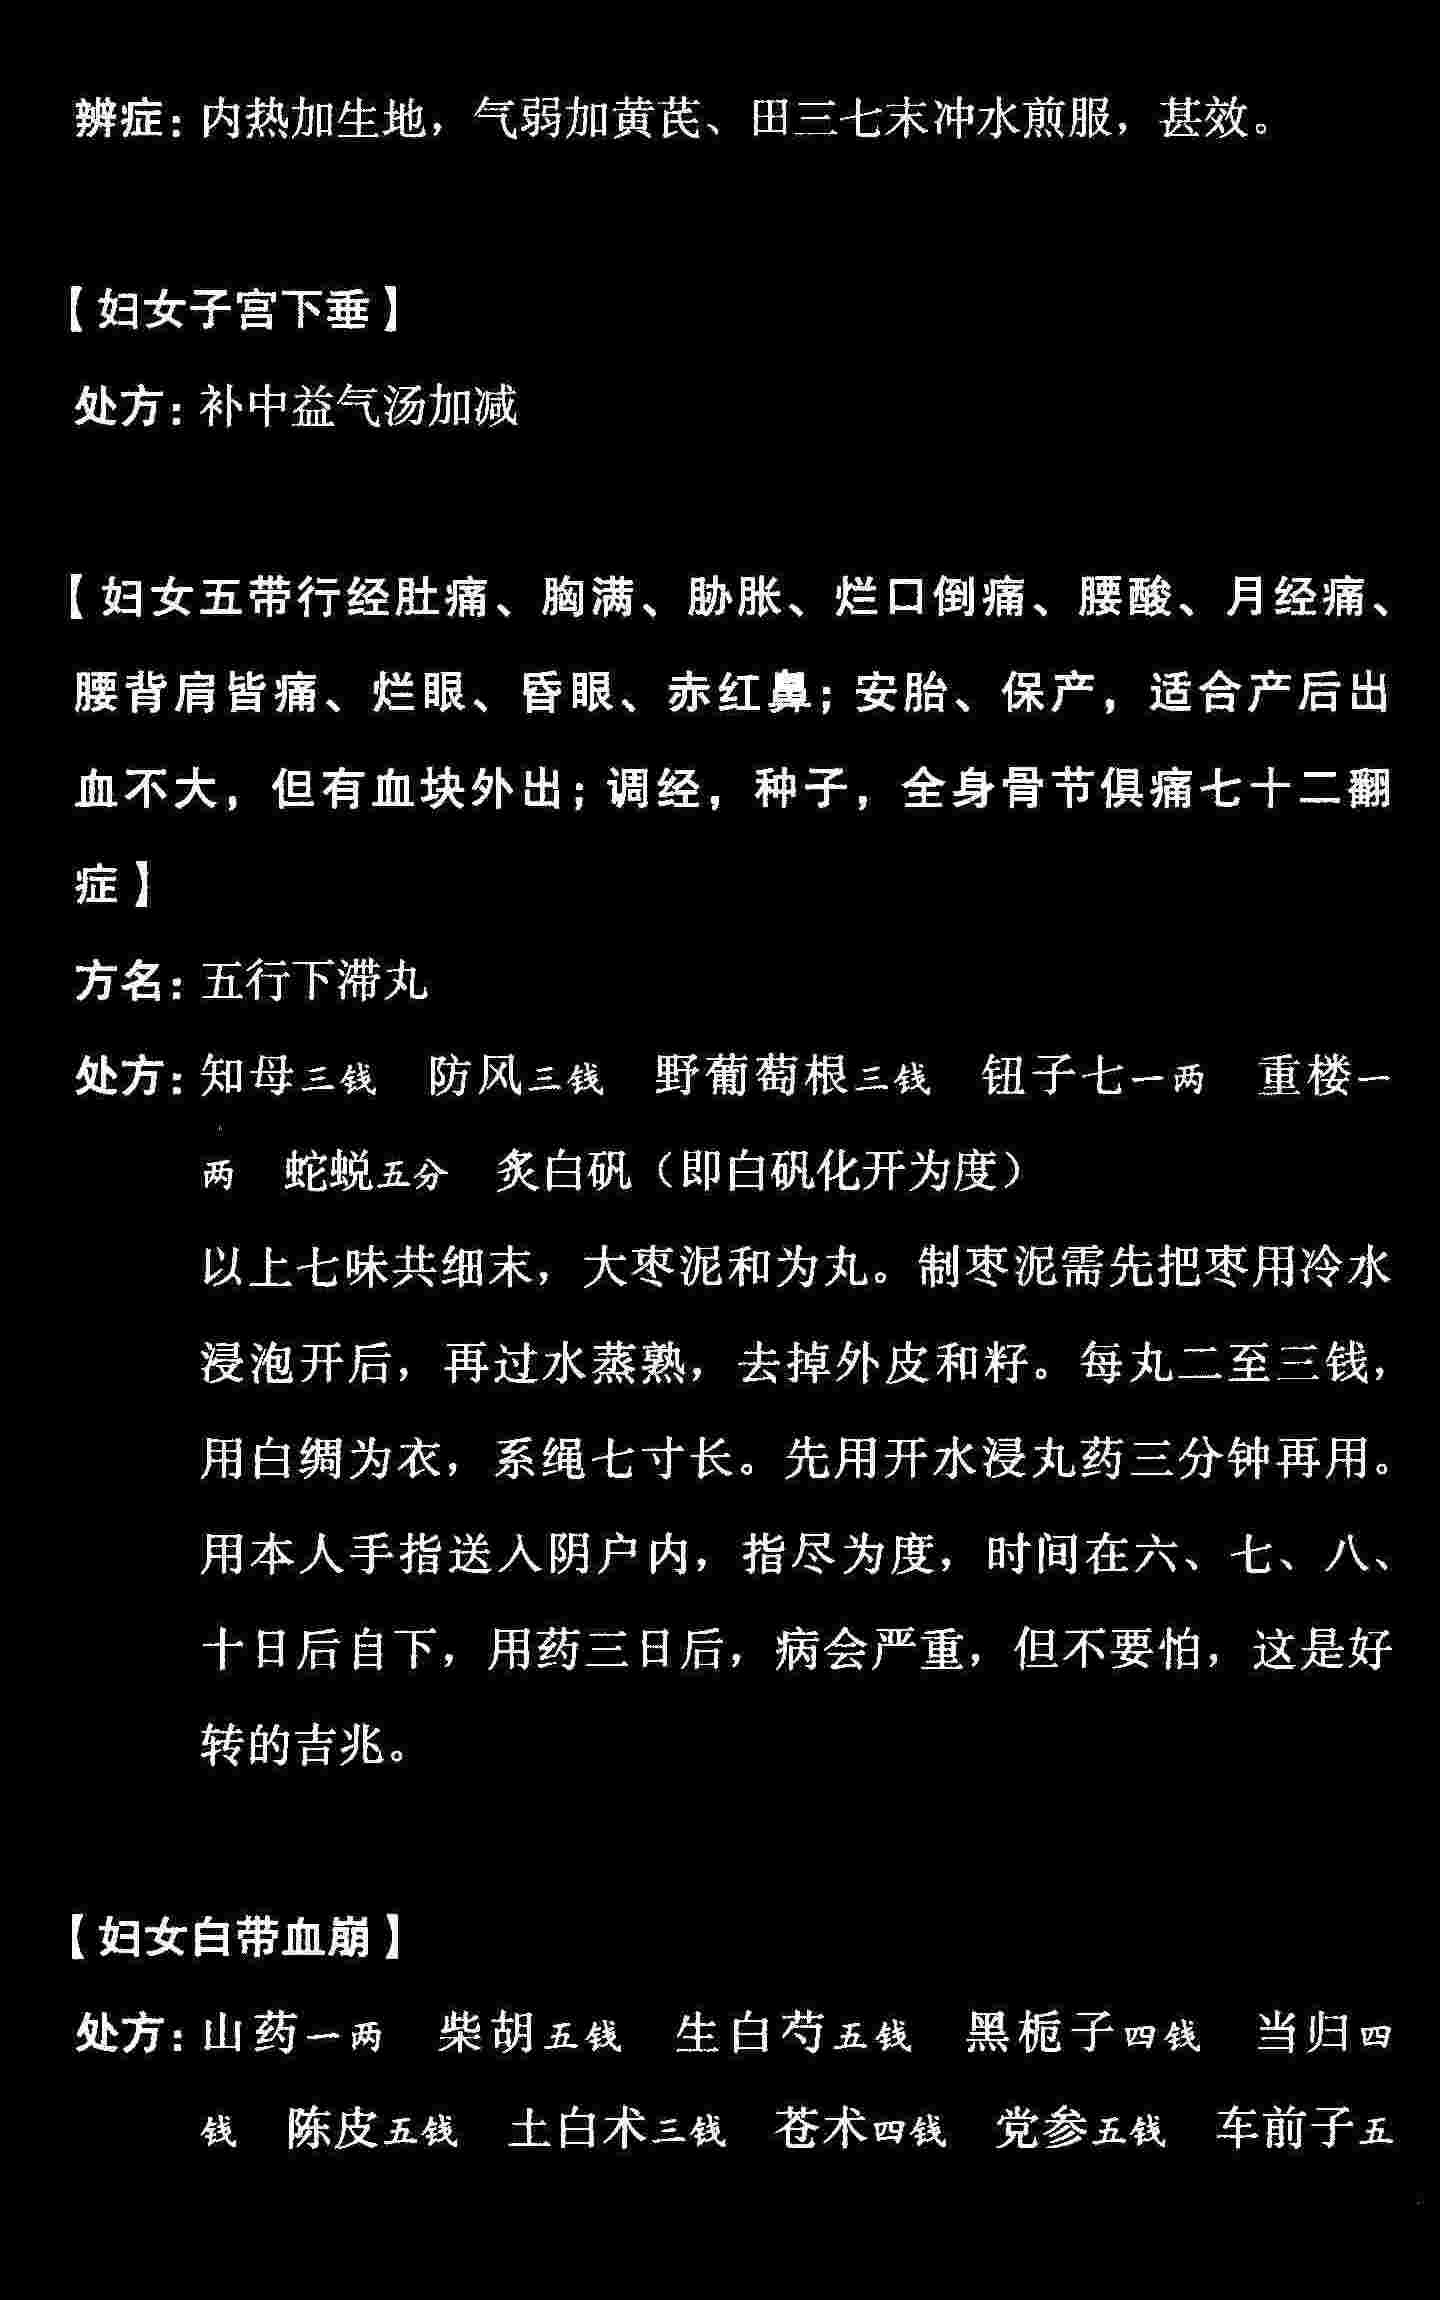 辨症：内热加生地，气弱加黄芪、田三七末冲水煎服，甚效。
【妇女子宫下垂】
处方：补中益气汤加减
【妇女五带行经肚痛、胸满、胁胀、烂口倒痛、腰酸、月经痛、
腰背肩皆痛、烂眼、昏眼、赤红鼻；安胎、保产，适合产后出
血不大，但有血块外出；调经，种子，全身骨节俱痛七十二翻
症】
方名：五行下滞丸
处方：知母三钱 防风三钱 野葡萄根三钱 钮子七一两 重楼一
两 蛇蜕五分 炙白矾（即白矾化开为度）
以上七味共细末，大枣泥和为丸。制枣泥需先把枣用冷水
浸泡开后，再过水蒸熟，去掉外皮和籽。每丸二至三钱，
用白绸为衣，系绳七寸长。先用开水浸丸药三分钟再用。
用本人手指送入阴户内，指尽为度，时间在六、七、八、
十日后自下，用药三日后，病会严重，但不要怕，这是好
转的吉兆。
【妇女白带血崩】
处方：山药一两 柴胡五钱 生白芍五钱 黑栀子四钱 当归四
钱 陈皮五钱 土白术三钱 苍术四钱 党参五钱 车前子五